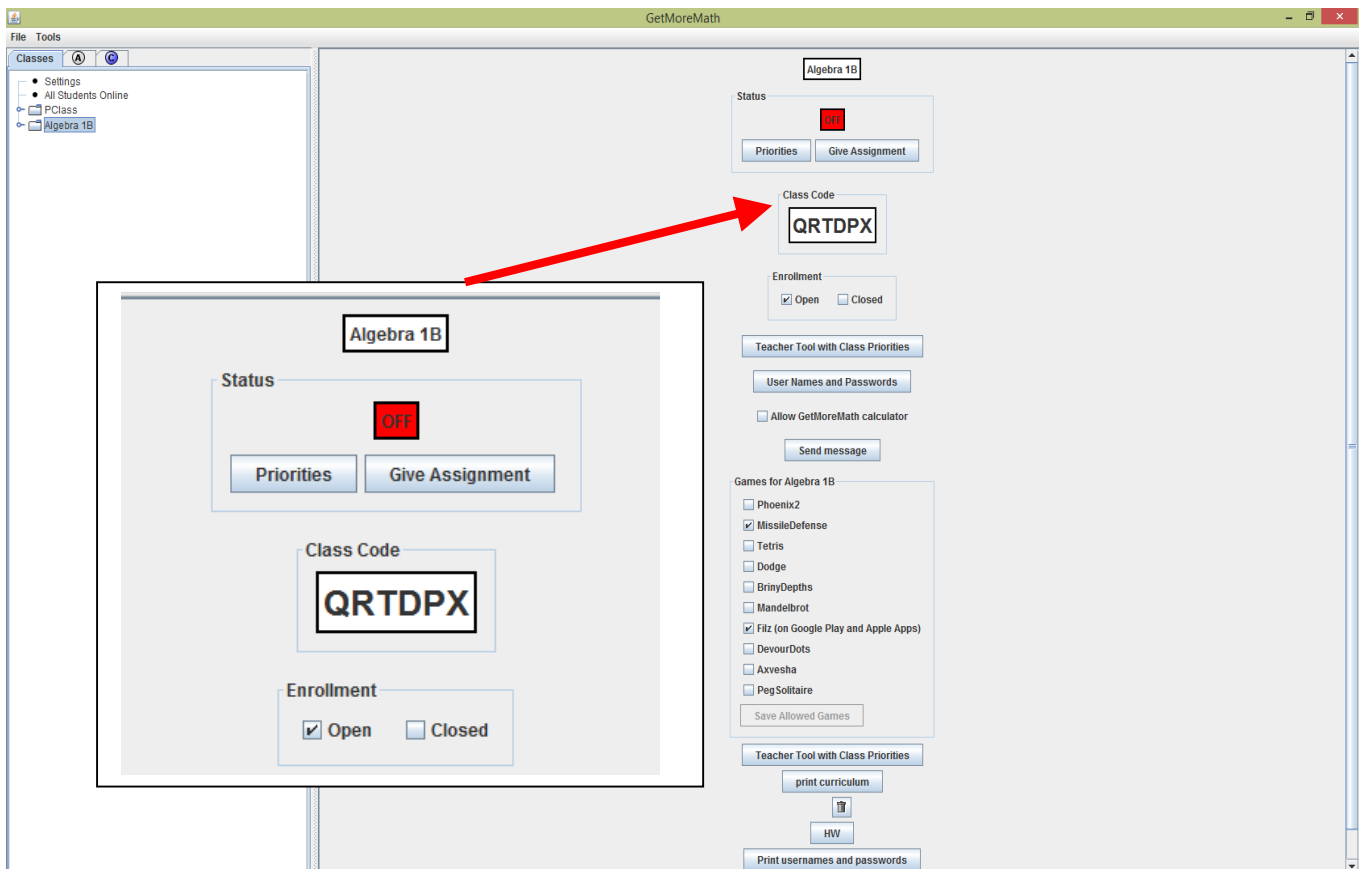 GetMoreMath
File Tools
Classes A C
Settings
All Students Online
PClass
Algebra 1B
Algebra 1B
Status
OFF
Priorities Give Assignment
Class Code
QRTDPX
Enrollment
Open Closed
Teacher Tool with Class Priorities
User Names and Passwords
Allow GetMoreMath calculator
Send message
Games for Algebra 1B
Phoenix2
MissileDefense
Tetris
Dodge
BrinyDepths
Mandelbrot
Filz (on Google Play and Apple Apps)
DevourDots
Axvesha
PegSolitaire
Save Allowed Games
Teacher Tool with Class Priorities
print curriculum
HW
Print usernames and passwords
Algebra 1B
Status
OFF
Priorities Give Assignment
Class Code
QRTDPX
Enrollment
Open Closed